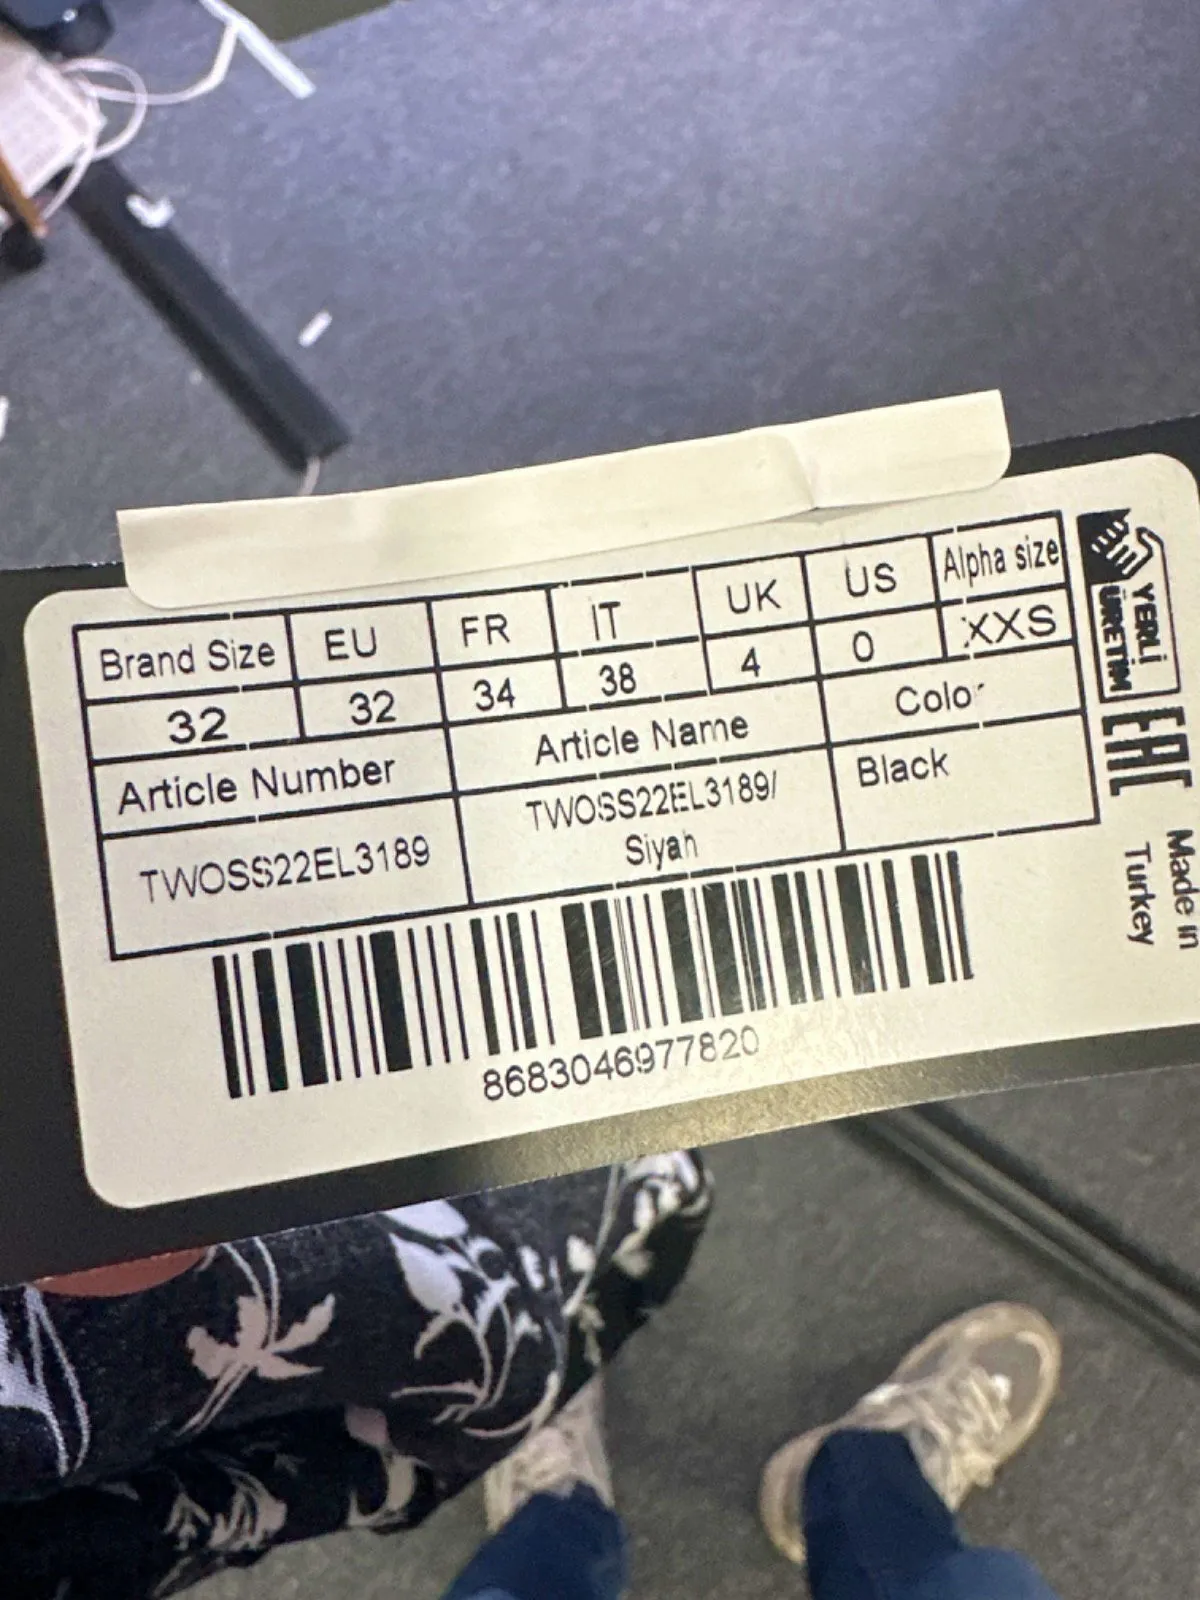 Brand Size EU FR IT UK US Alpha size
32 32 34 38 4 0 XXS
Article Number Article Name Color
TWOSS22EL3189 TWOSS22EL3189/ Black
Siyah
8683046977820
YERLİ
ÜRETİM
EAC
Made in
Turkey